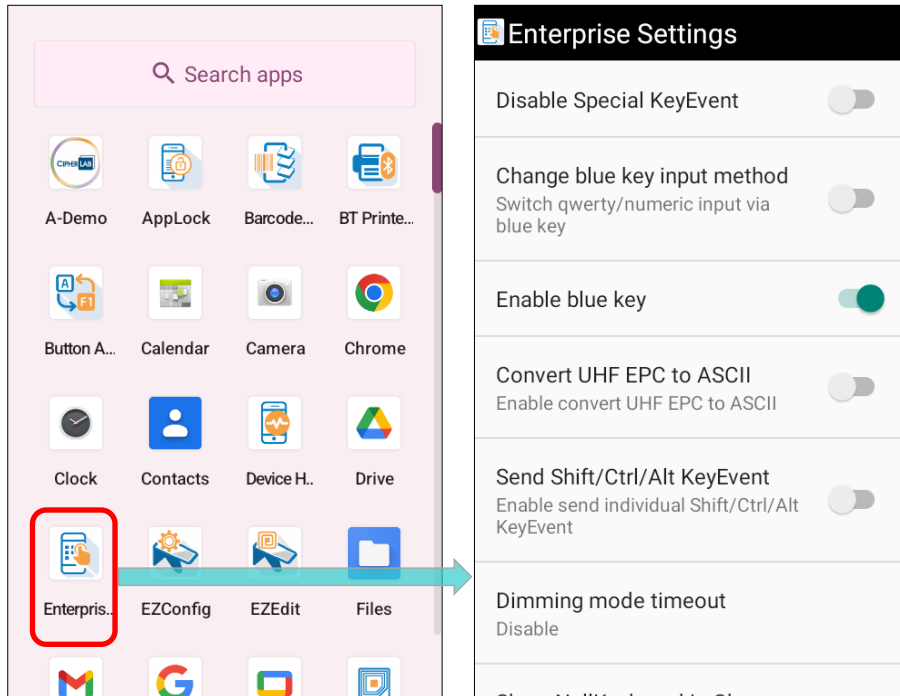 Search apps
CIPHERLAB
A-Demo
AppLock
Barcode...
BT Printe...
A
F1
Button A...
Calendar
Camera
Chrome
Clock
Contacts
Device H..
Drive
Enterpris..
EZConfig
EZEdit
Files
Enterprise Settings
Disable Special KeyEvent
Change blue key input method
Switch qwerty/numeric input via
blue key
Enable blue key
Convert UHF EPC to ASCII
Enable convert UHF EPC to ASCII
Send Shift/Ctrl/Alt KeyEvent
Enable send individual Shift/Ctrl/Alt
KeyEvent
Dimming mode timeout
Disable